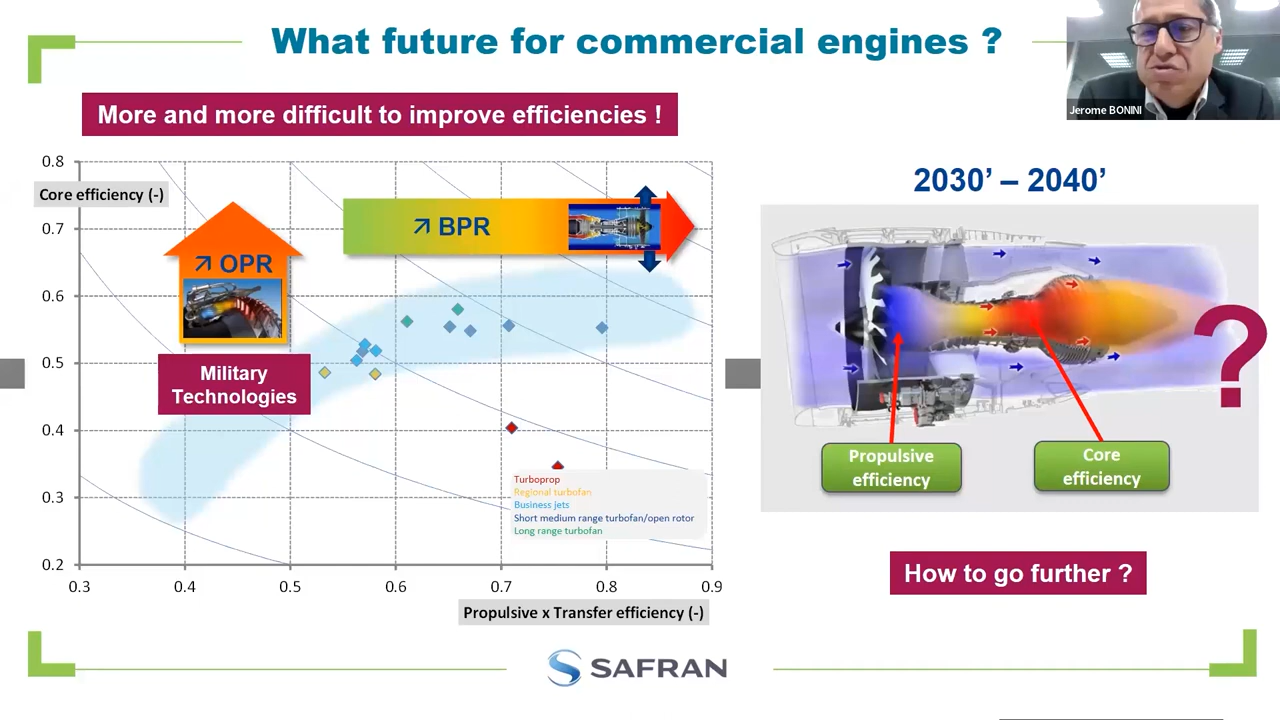 What future for commercial engines ?
Jerome BONINI
More and more difficult to improve efficiencies !
0.8
0.7
0.6
0.5
0.4
0.3
0.2
Core efficiency (-)
↗ OPR
↗ BPR
Military
Technologies
Turboprop
Regional turbofan
Business jets
Short medium range turbofan/open rotor
Long range turbofan
0.3
0.4
0.5
0.6
0.7
0.8
0.9
Propulsive x Transfer efficiency (-)
2030’ – 2040’
?
Propulsive
efficiency
Core
efficiency
How to go further ?
SAFRAN